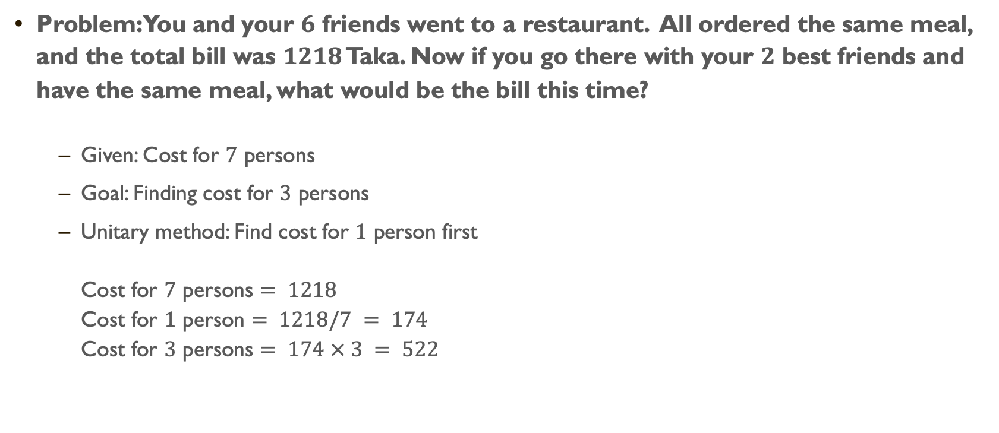 • Problem: You and your 6 friends went to a restaurant. All ordered the same meal,
and the total bill was 1218 Taka. Now if you go there with your 2 best friends and
have the same meal, what would be the bill this time?
– Given: Cost for 7 persons
– Goal: Finding cost for 3 persons
– Unitary method: Find cost for 1 person first
Cost for 7 persons = 1218
Cost for 1 person = 1218/7 = 174
Cost for 3 persons = 174 × 3 = 522